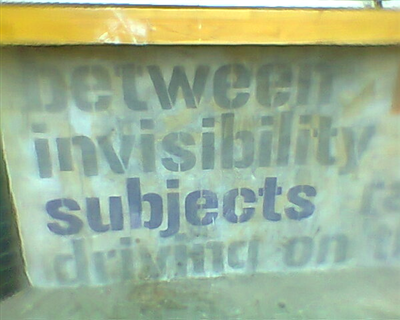 between
invisibility
subjects
driving on